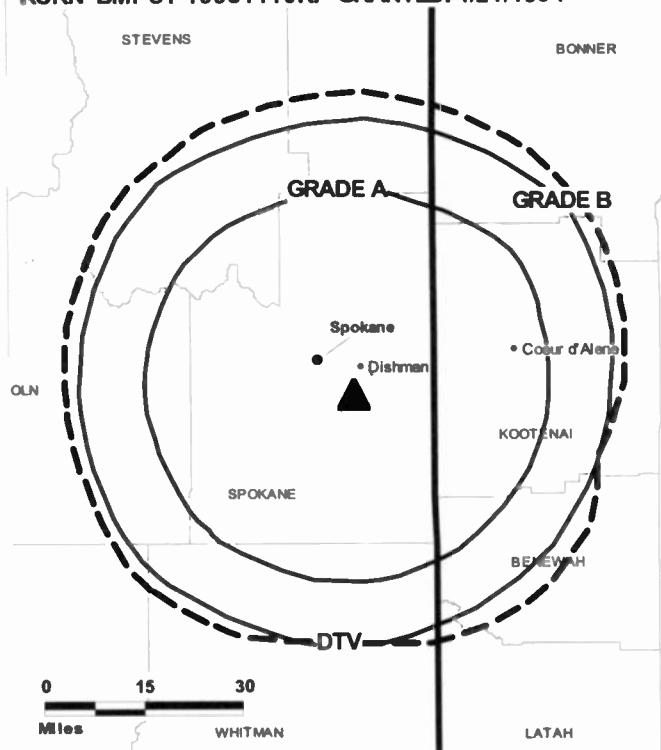 STEVENS
BONNER
GRADE A
GRADE B
Spokane
Dishman
Coeur d'Alene
OLN
KOOTENAI
SPOKANE
BENEWAH
DTV
0 15 30
Miles
WHITMAN
LATAH